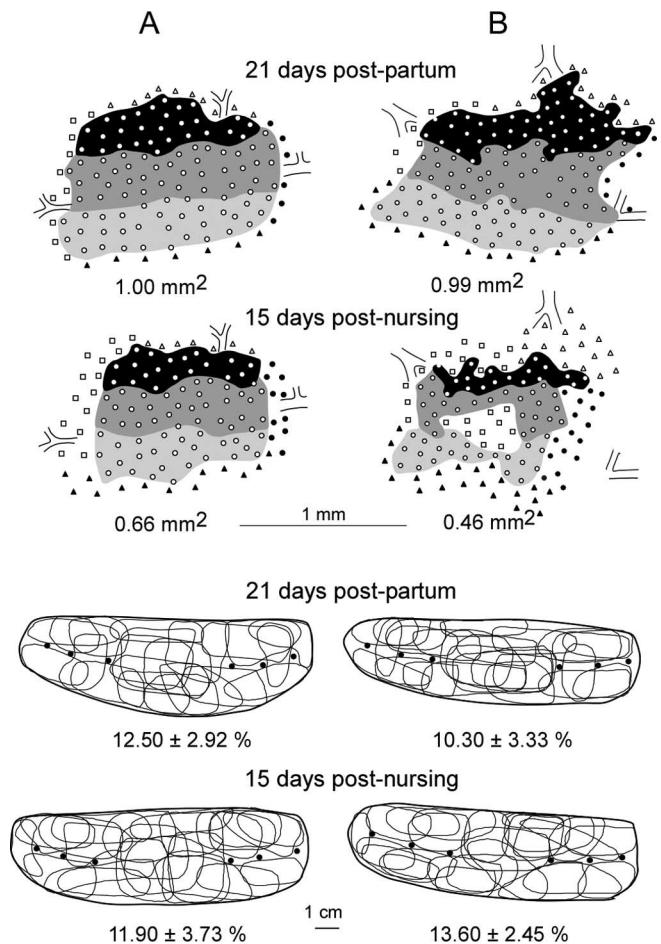 A B
21 days post-partum
1.00 mm2 0.99 mm2
15 days post-nursing
0.66 mm2 1 mm 0.46 mm2
21 days post-partum
12.50 ± 2.92 % 10.30 ± 3.33 %
15 days post-nursing
11.90 ± 3.73 % 1 cm 13.60 ± 2.45 %